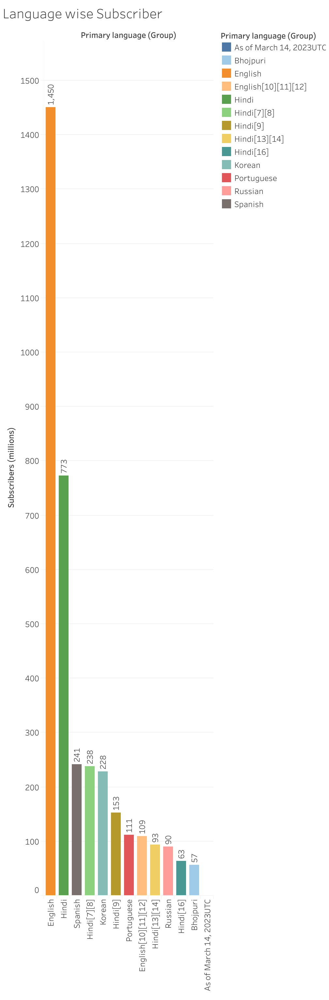 Language wise Subscriber
Primary language (Group)
Primary language (Group)
As of March 14, 2023UTC
Bhojpuri
English
English[10][11][12]
Hindi
Hindi[7][8]
Hindi[9]
Hindi[13][14]
Hindi[16]
Korean
Portuguese
Russian
Spanish
Subscribers (millions)
1500
1400
1300
1200
1100
1000
900
800
700
600
500
400
300
200
100
0
1,450
773
241
238
228
153
111
109
93
90
63
57
English
Hindi
Spanish
Hindi[7][8]
Korean
Hindi[9]
Portuguese
English[10][11][12]
Hindi[13][14]
Russian
Hindi[16]
Bhojpuri
As of March 14, 2023UTC